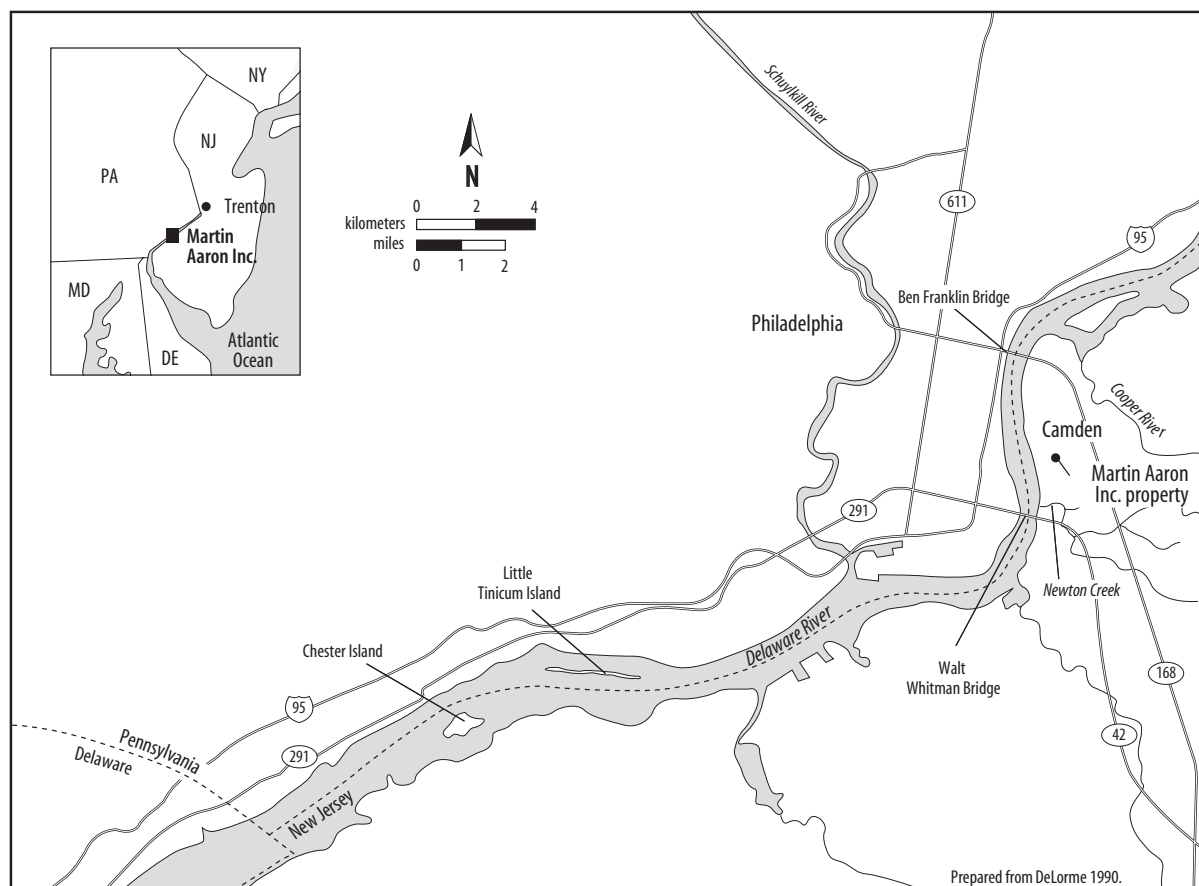 NY
NJ
PA
Trenton
Martin
Aaron Inc.
MD
DE
Atlantic
Ocean
N
0 2 4
kilometers
miles
0 1 2
Schuylkill River
611
95
Ben Franklin Bridge
Philadelphia
Cooper River
Camden
Martin Aaron
Inc. property
291
Newton Creek
Little
Tinicum Island
Chester Island
Delaware River
Walt
Whitman Bridge
168
42
95
291
Pennsylvania
Delaware
New Jersey
Prepared from DeLorme 1990.